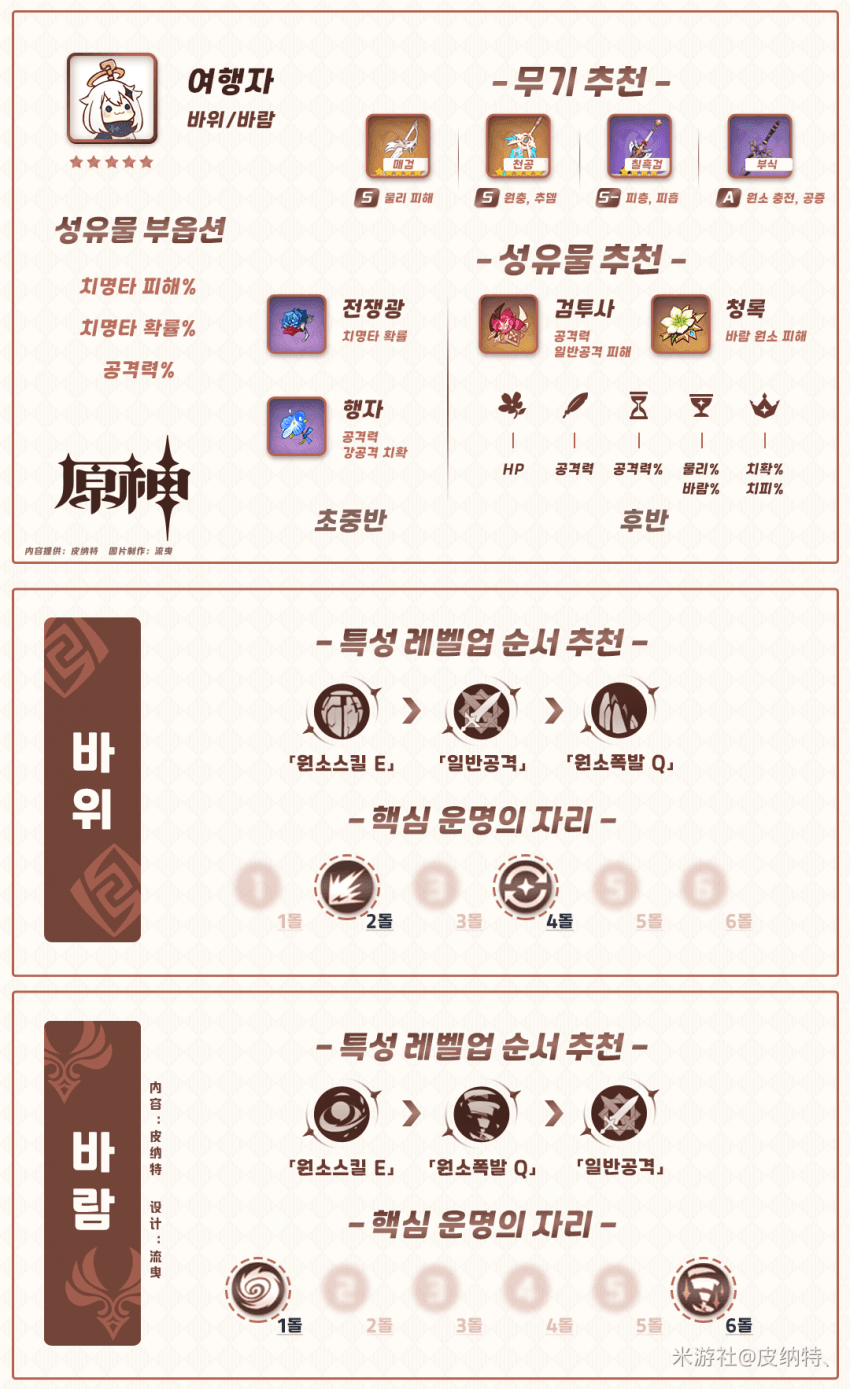 여행자
바위/바람
- 무기 추천 -
매검
천공
칠흑검
부식
S 물리 피해
S 원충, 추뎀
S- 피증, 피흡
A 원소 충전, 공증
성유물 부옵션
치명타 피해%
치명타 확률%
공격력%
- 성유물 추천 -
전쟁광
치명타 확률
행자
공격력
강공격 치확
초중반
검투사
공격력
일반공격 피해
청록
바람 원소 피해
HP
공격력
공격력%
물리%
바람%
치확%
치피%
후반
原神
内容提供：皮纳特 图片制作：流曳
바위
- 특성 레벨업 순서 추천 -
「원소스킬 E」
「일반공격」
「원소폭발 Q」
- 핵심 운명의 자리 -
1 3 5 6
1돌 2돌 3돌 4돌 5돌 6돌
바람
内容：皮纳特 设计：流曳
- 특성 레벨업 순서 추천 -
「원소스킬 E」
「원소폭발 Q」
「일반공격」
- 핵심 운명의 자리 -
2 3 4 5
1돌 2돌 3돌 4돌 5돌 6돌
米游社@皮纳特、